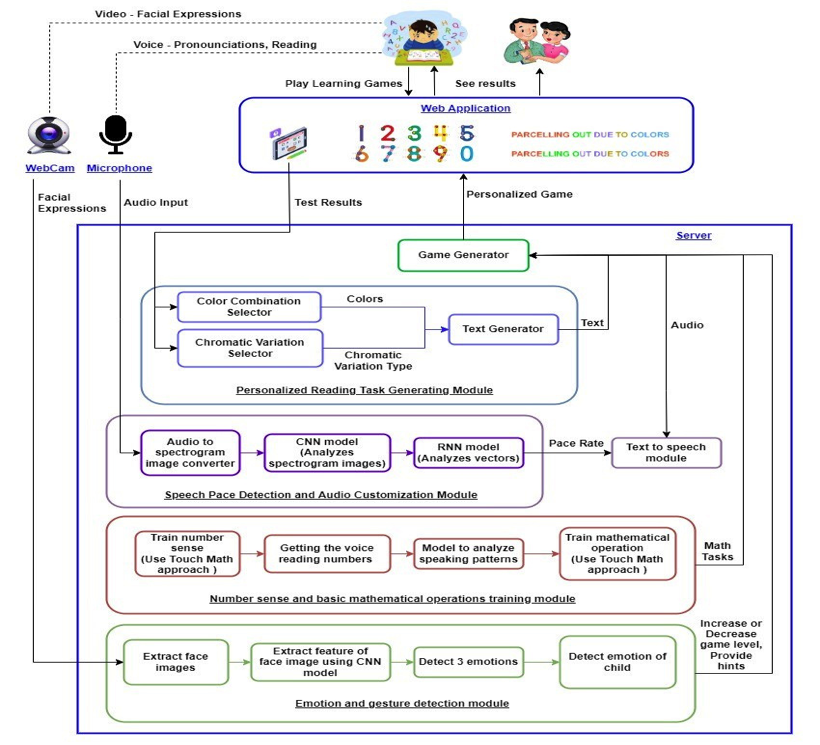 Video - Facial Expressions
Voice - Pronounciations, Reading
Play Learning Games
See results
Web Application
1 2 3 4 5
6 7 8 9 0
PARCELLING OUT DUE TO COLORS
PARCELLING OUT DUE TO COLORS
WebCam
Microphone
Facial
Expressions
Audio Input
Test Results
Personalized Game
Server
Game Generator
Color Combination
Selector
Colors
Chromatic Variation
Selector
Chromatic
Variation Type
Text Generator
Text
Audio
Personalized Reading Task Generating Module
Audio to
spectrogram
image converter
CNN model
(Analyzes
spectrogram images)
RNN model
(Analyzes vectors)
Pace Rate
Text to speech
module
Speech Pace Detection and Audio Customization Module
Train number
sense
(Use Touch Math
approach )
Getting the voice
reading numbers
Model to analyze
speaking patterns
Train mathematical
operation
(Use Touch Math
approach )
Math
Tasks
Number sense and basic mathematical operations training module
Increase or
Decrease
game level,
Provide
hints
Extract face
images
Extract feature of
face image using CNN
model
Detect 3 emotions
Detect emotion of
child
Emotion and gesture detection module